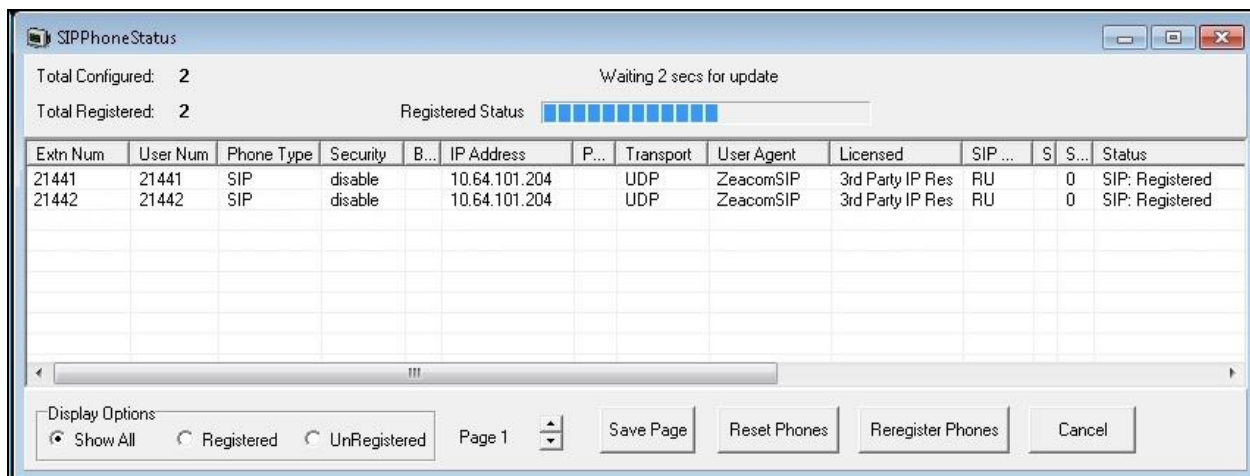 SIPPhoneStatus
Total Configured: 2 Waiting 2 secs for update
Total Registered: 2 Registered Status
Extn Num User Num Phone Type Security B... IP Address P... Transport User Agent Licensed SIP ... S S... Status
21441 21441 SIP disable 10.64.101.204 UDP ZeacomSIP 3rd Party IP Res RU 0 SIP: Registered
21442 21442 SIP disable 10.64.101.204 UDP ZeacomSIP 3rd Party IP Res RU 0 SIP: Registered
Display Options
Show All Registered UnRegistered Page 1 Save Page Reset Phones Reregister Phones Cancel